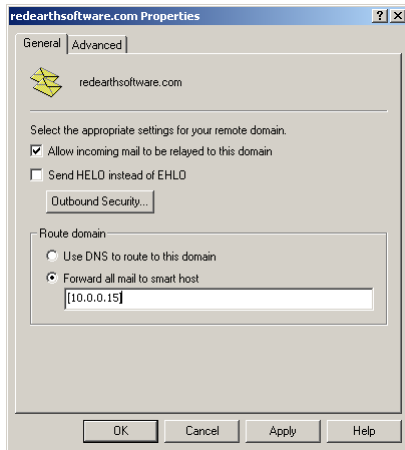 redearthsoftware.com Properties
General Advanced
redearthsoftware.com
Select the appropriate settings for your remote domain.
Allow incoming mail to be relayed to this domain
Send HELO instead of EHLO
Outbound Security...
Route domain
Use DNS to route to this domain
Forward all mail to smart host
[10.0.0.15]
OK Cancel Apply Help